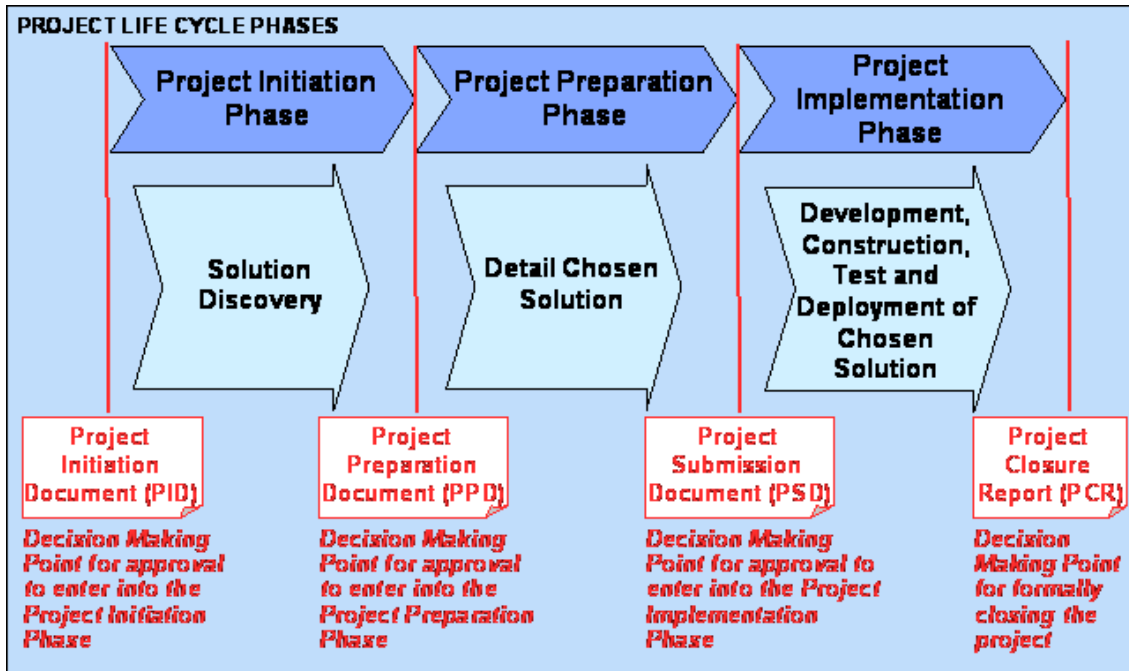 PROJECT LIFE CYCLE PHASES
Project Initiation
Phase
Project Preparation
Phase
Project
Implementation
Phase
Solution
Discovery
Detail Chosen
Solution
Development,
Construction,
Test and
Deployment of
Chosen
Solution
Project
Initiation
Document (PID)
Project
Preparation
Document (PPD)
Project
Submission
Document (PSD)
Project
Closure
Report (PCR)
Decision Making
Point for approval
to enter into the
Project Initiation
Phase
Decision Making
Point for approval
to enter into the
Project Preparation
Phase
Decision Making
Point for approval to
enter into the Project
Implementation
Phase
Decision
Making Point
for formally
closing the
project